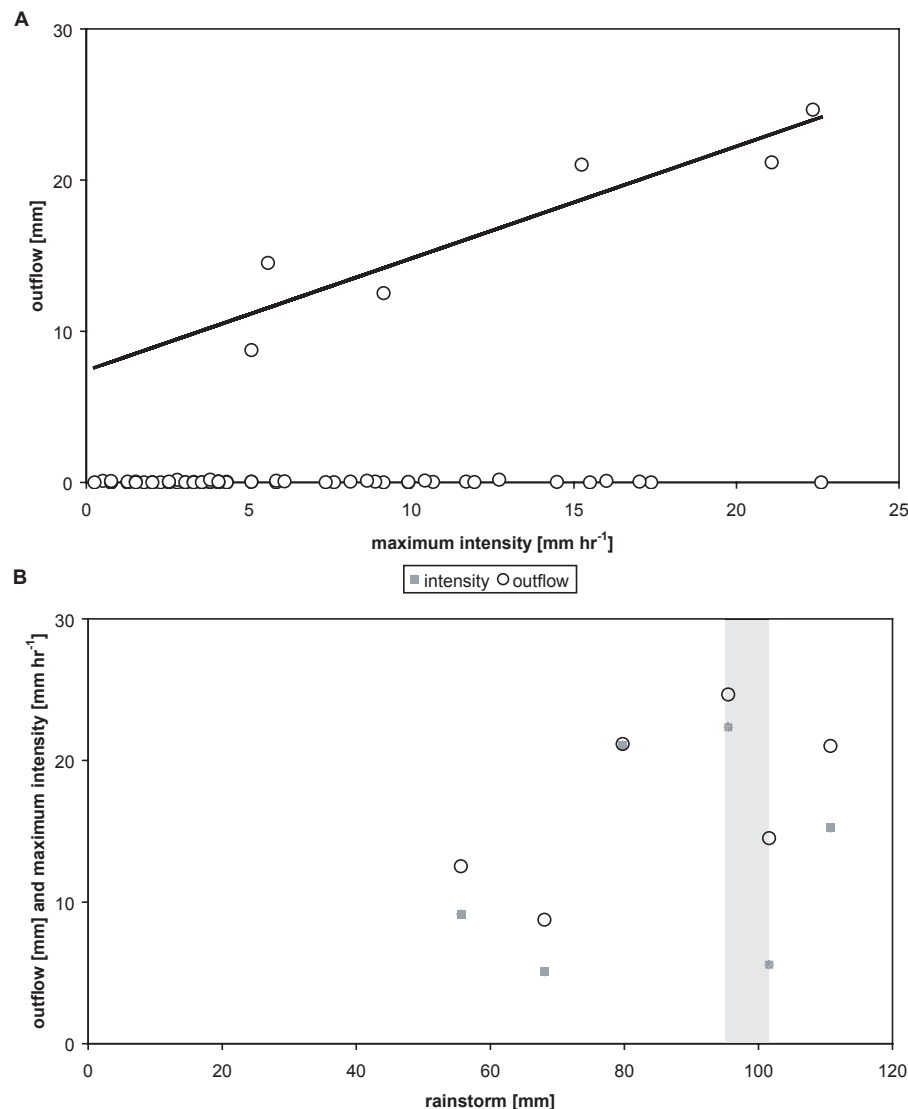 A
30
20
10
0
outflow [mm]
0 5 10 15 20 25
maximum intensity [mm hr⁻¹]
B
intensity outflow
30
20
10
0
outflow [mm] and maximum intensity [mm hr⁻¹]
0 20 40 60 80 100 120
rainstorm [mm]